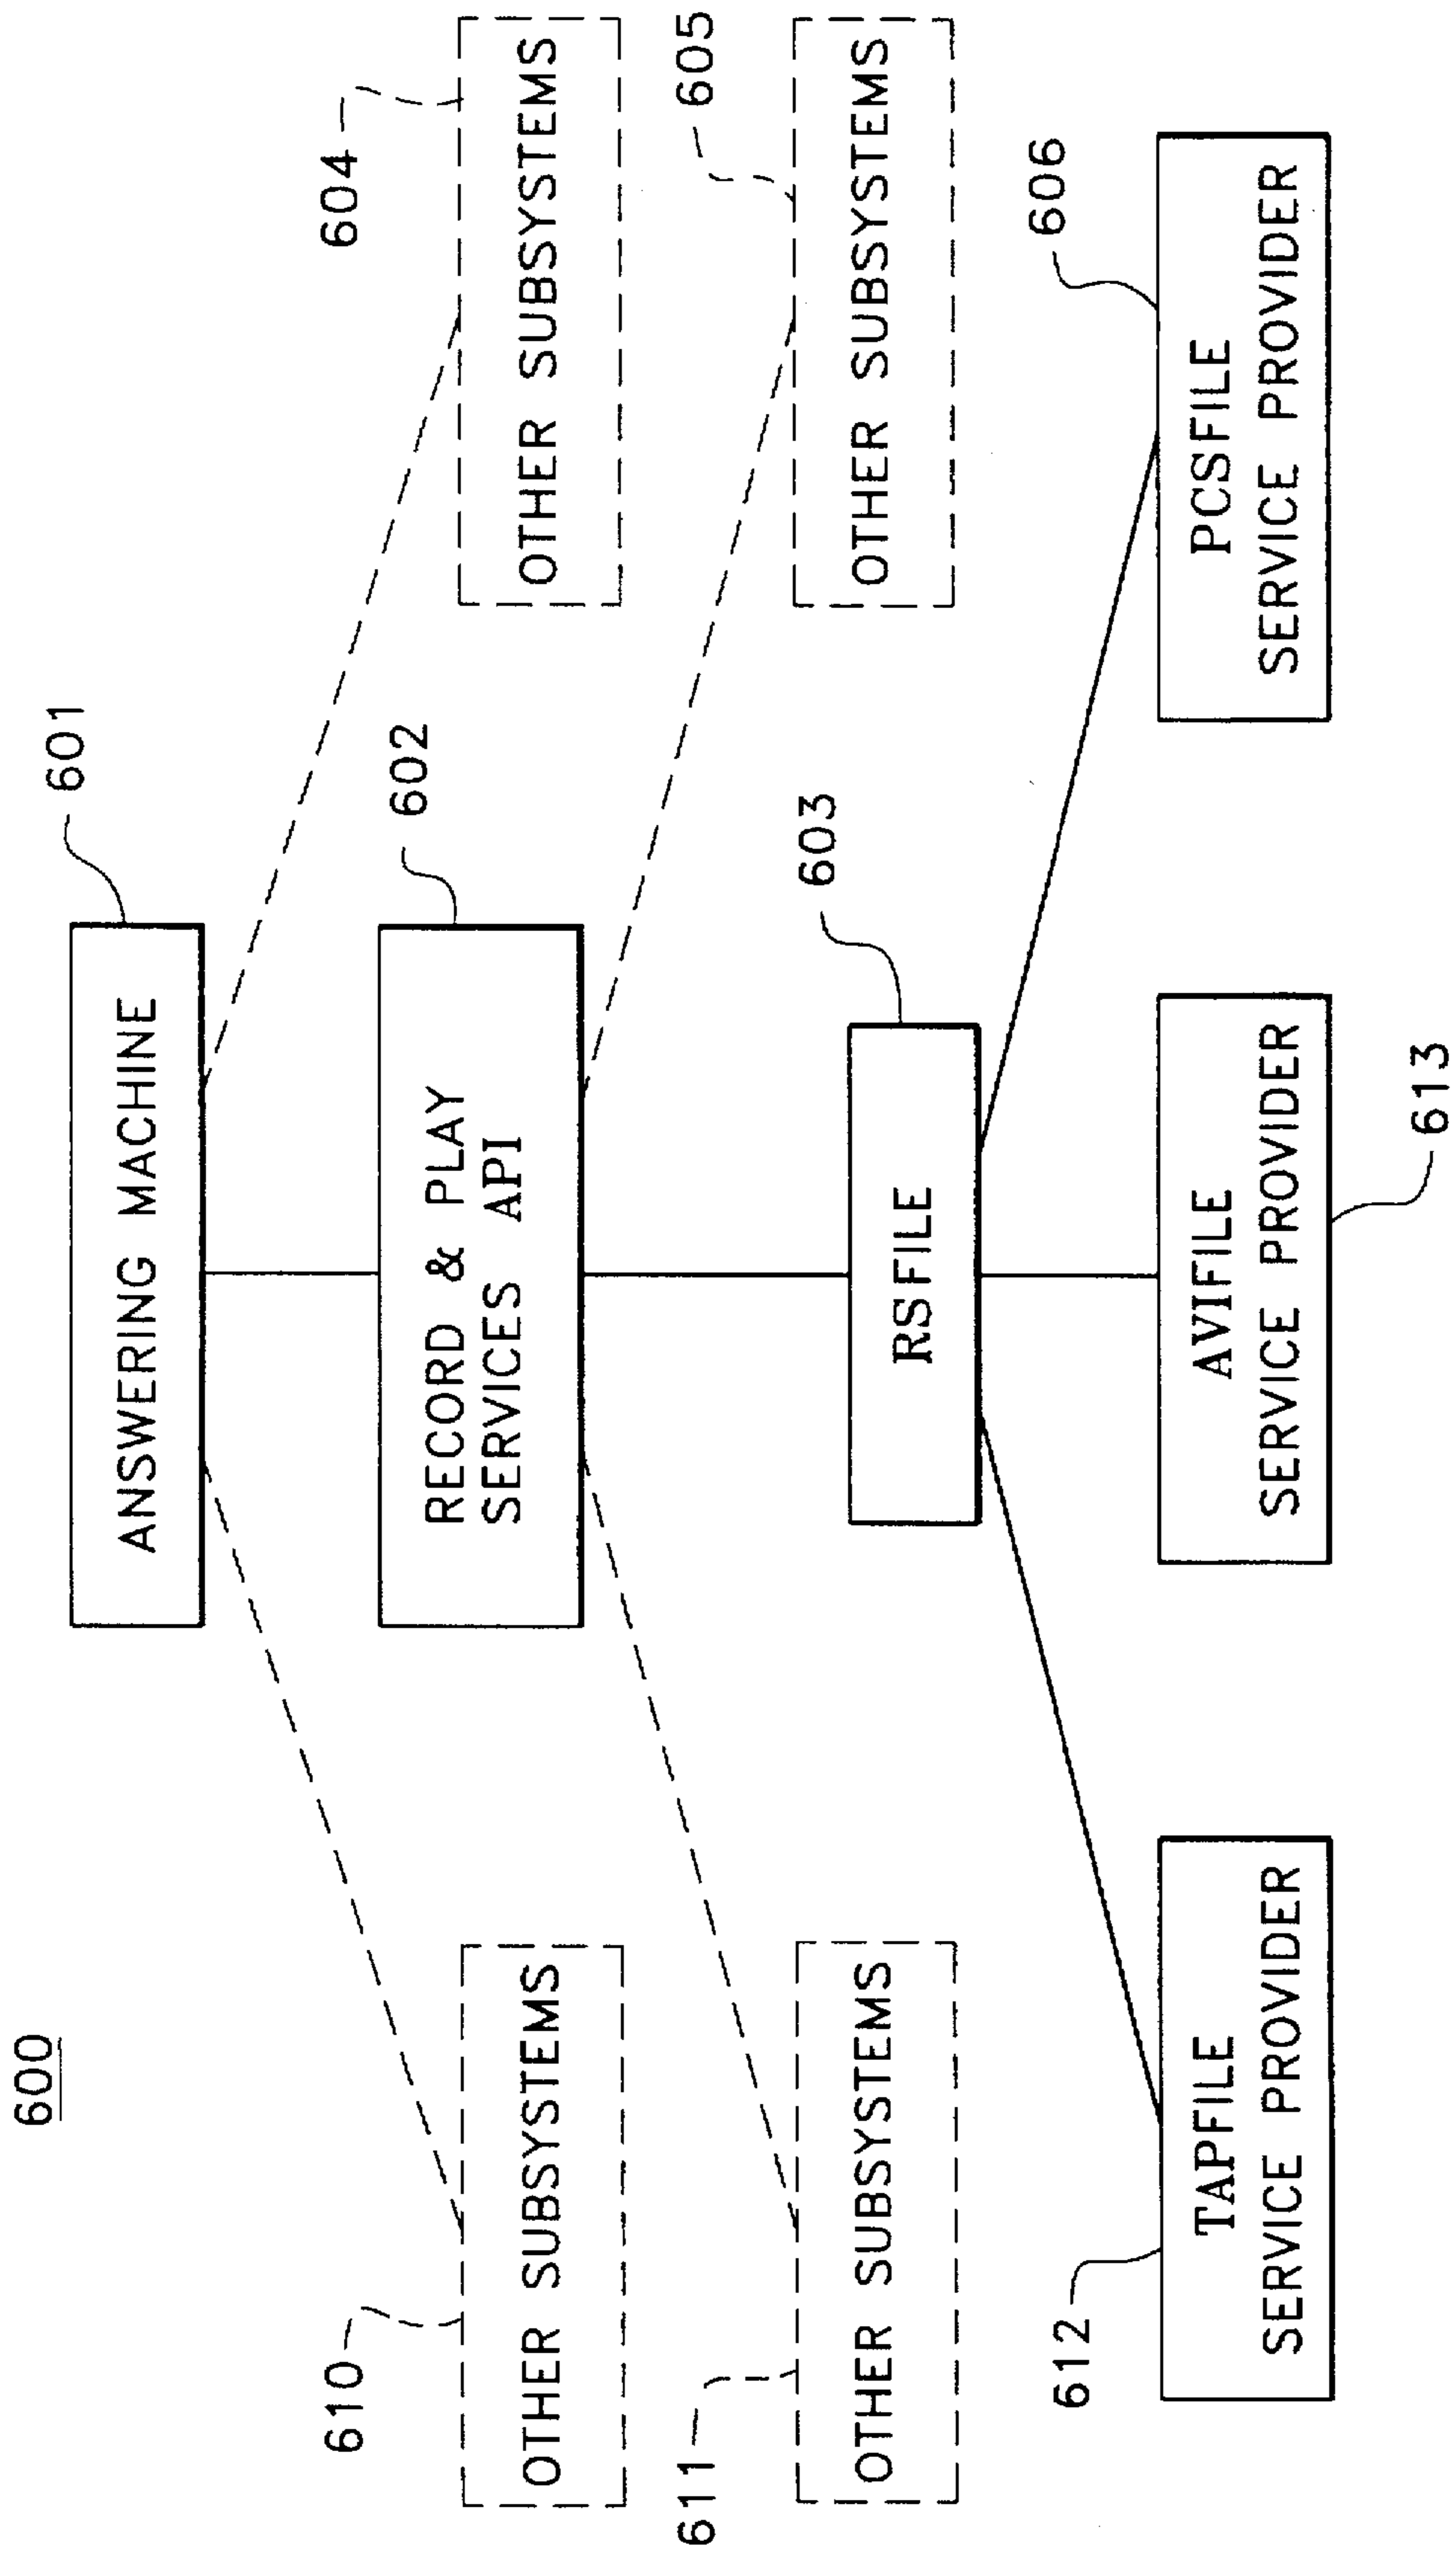 600
601
ANSWERING MACHINE
602
610
604
RECORD & PLAY
SERVICES API
OTHER SUBSYSTEMS
OTHER SUBSYSTEMS
611
605
603
OTHER SUBSYSTEMS
RSFILE
OTHER SUBSYSTEMS
612
606
TAPFILE
SERVICE PROVIDER
AVIFILE
SERVICE PROVIDER
PCSFILE
SERVICE PROVIDER
613